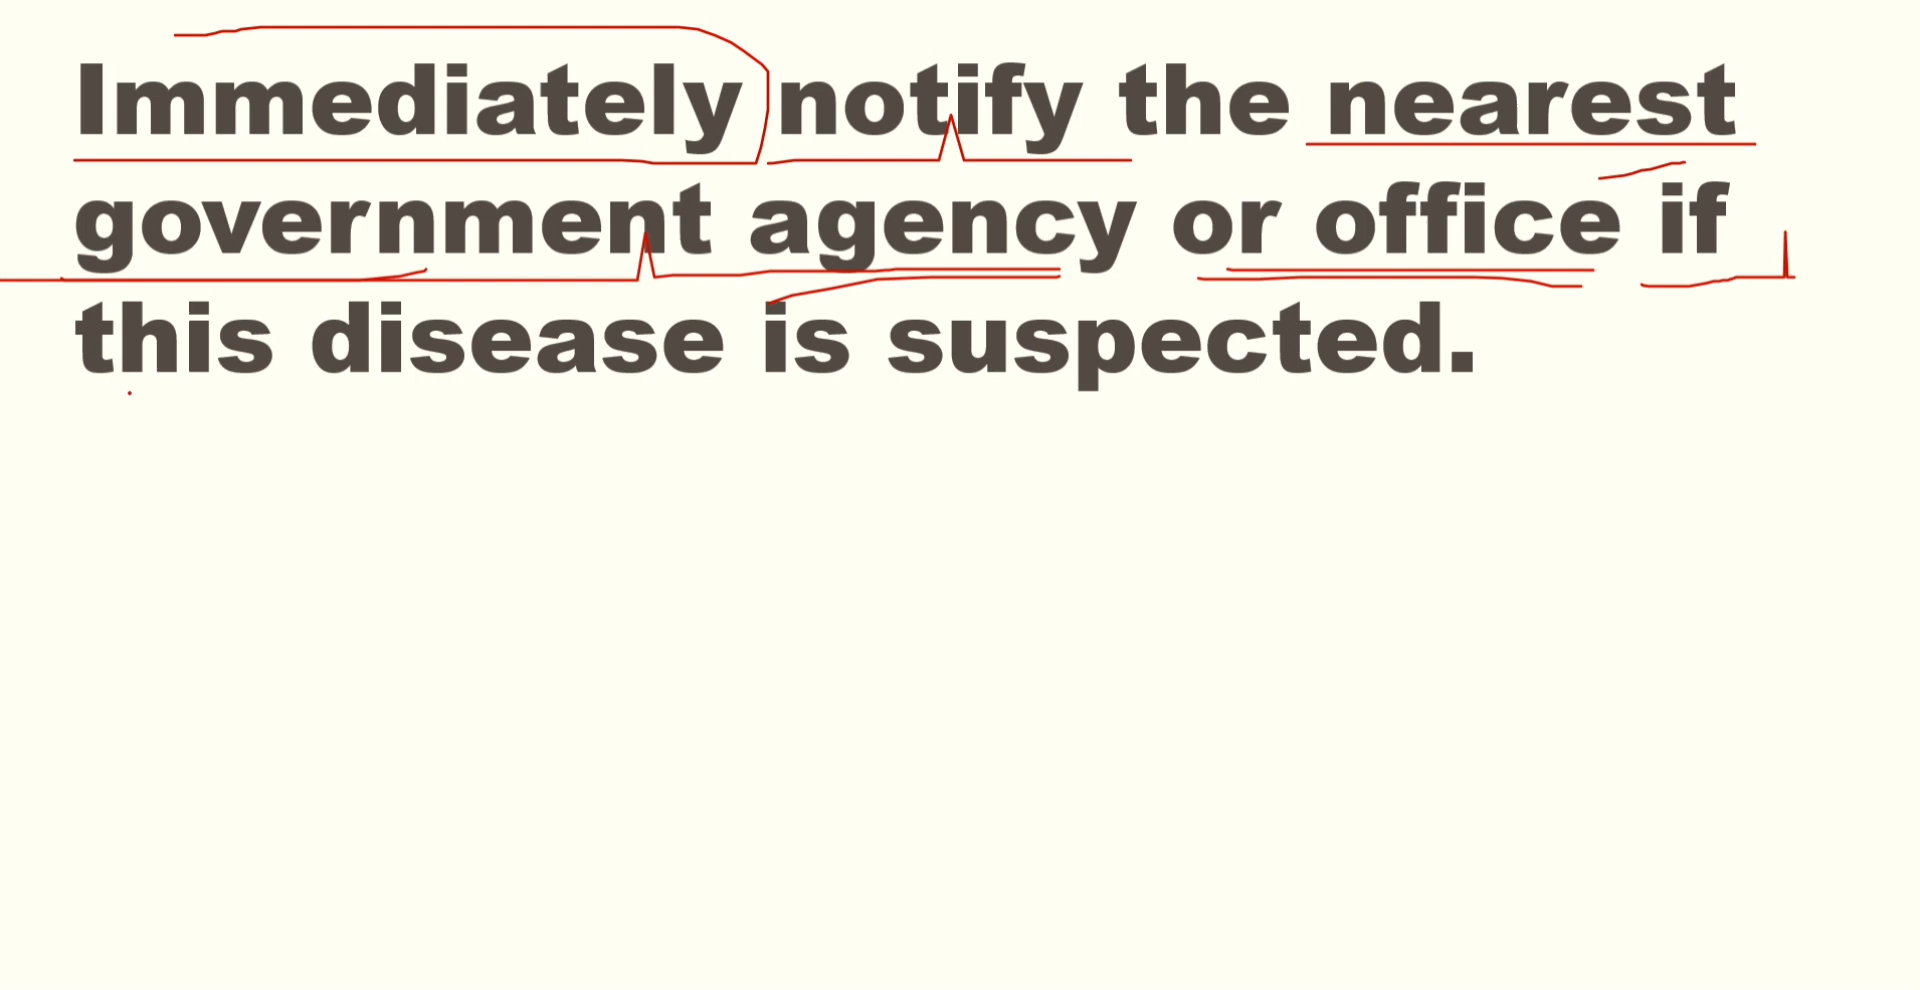 Immediately notify the nearest
government agency or office if
this disease is suspected.